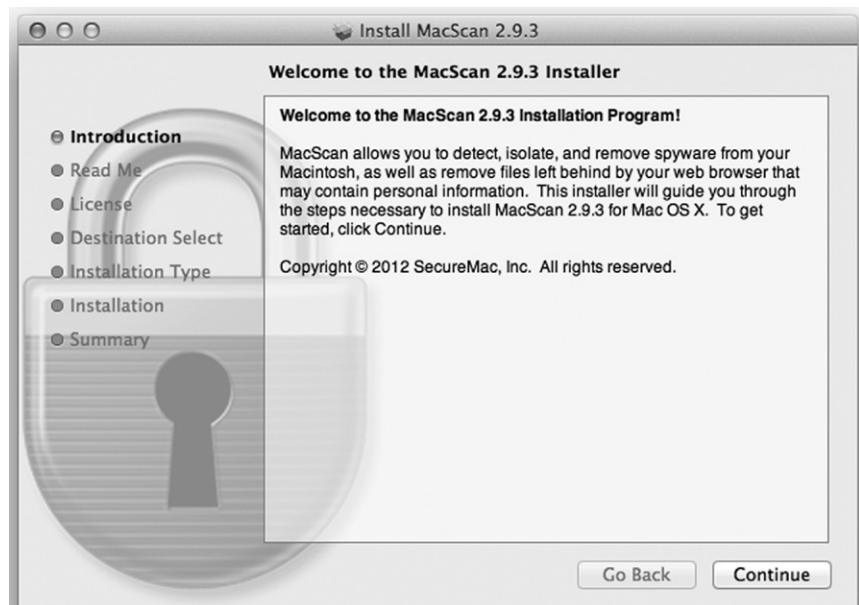 Install MacScan 2.9.3
Welcome to the MacScan 2.9.3 Installer
Introduction
Read Me
License
Destination Select
Installation Type
Installation
Summary
Welcome to the MacScan 2.9.3 Installation Program!
MacScan allows you to detect, isolate, and remove spyware from your
Macintosh, as well as remove files left behind by your web browser that
may contain personal information.  This installer will guide you through
the steps necessary to install MacScan 2.9.3 for Mac OS X.  To get
started, click Continue.
Copyright © 2012 SecureMac, Inc.  All rights reserved.
Go Back
Continue